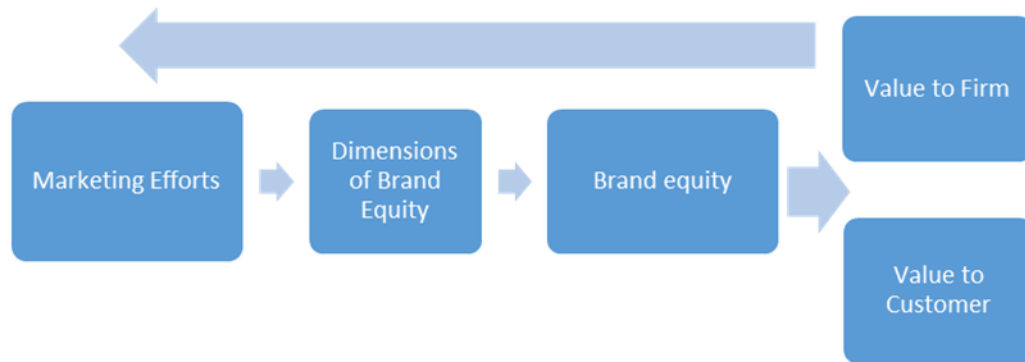 Marketing Efforts
Dimensions
of Brand
Equity
Brand equity
Value to Firm
Value to
Customer